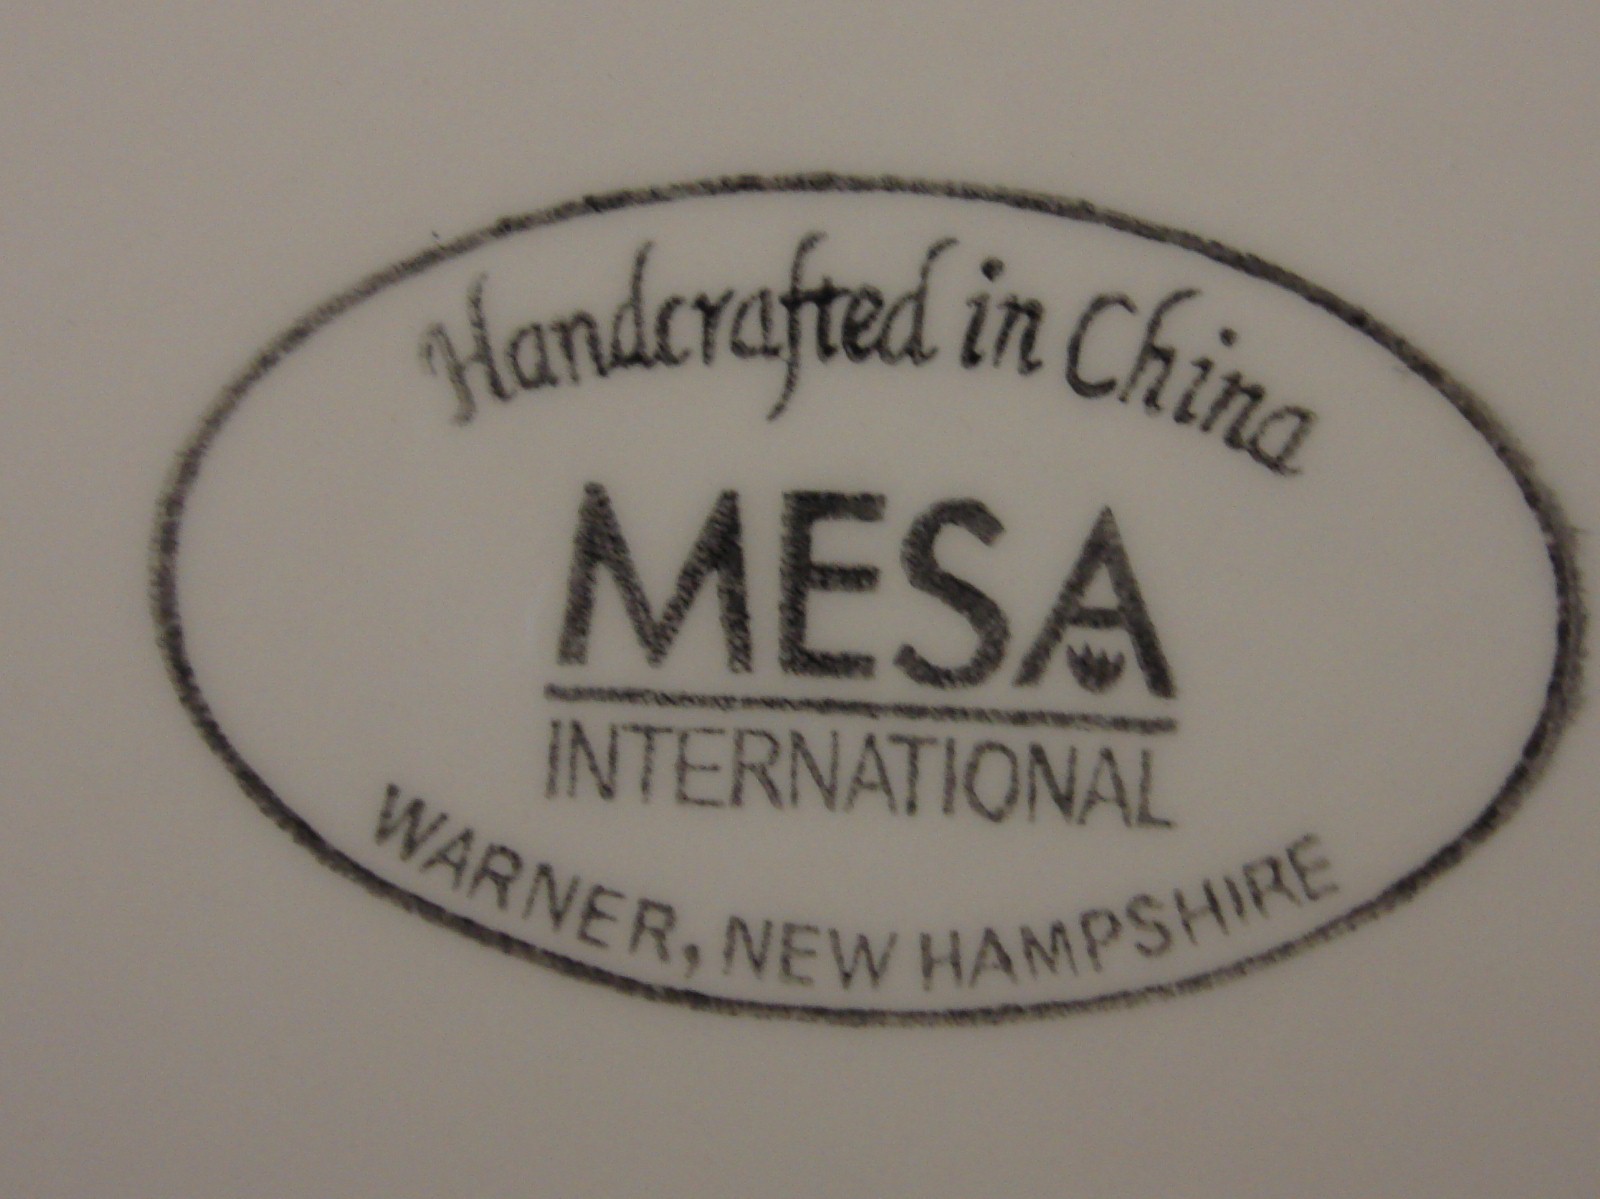 Handcrafted in China
MESA
INTERNATIONAL
WARNER, NEW HAMPSHIRE